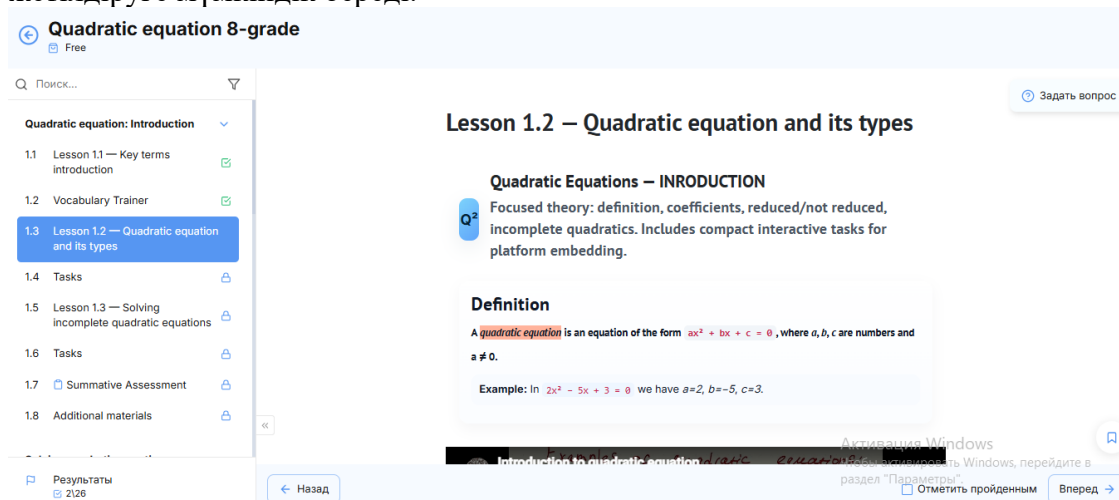 Quadratic equation 8-grade
Free
Поиск...
Quadratic equation: Introduction
1.1 Lesson 1.1 — Key terms
introduction
1.2 Vocabulary Trainer
1.3 Lesson 1.2 — Quadratic equation
and its types
1.4 Tasks
1.5 Lesson 1.3 — Solving
incomplete quadratic equations
1.6 Tasks
1.7 Summative Assessment
1.8 Additional materials
Результаты
2\26
Задать вопрос
Lesson 1.2 — Quadratic equation and its types
Quadratic Equations — INRODUCTION
Q²
Focused theory: definition, coefficients, reduced/not reduced,
incomplete quadratics. Includes compact interactive tasks for
platform embedding.
Definition
A quadratic equation is an equation of the form ax² + bx + c = 0 , where a, b, c are numbers and
a ≠ 0.
Example: In 2x² − 5x + 3 = 0 we have a=2, b=−5, c=3.
Introduction to quadratic equation
Активация Windows
Чтобы активировать Windows, перейдите в
раздел "Параметры".
← Назад
Отметить пройденным
Вперед →